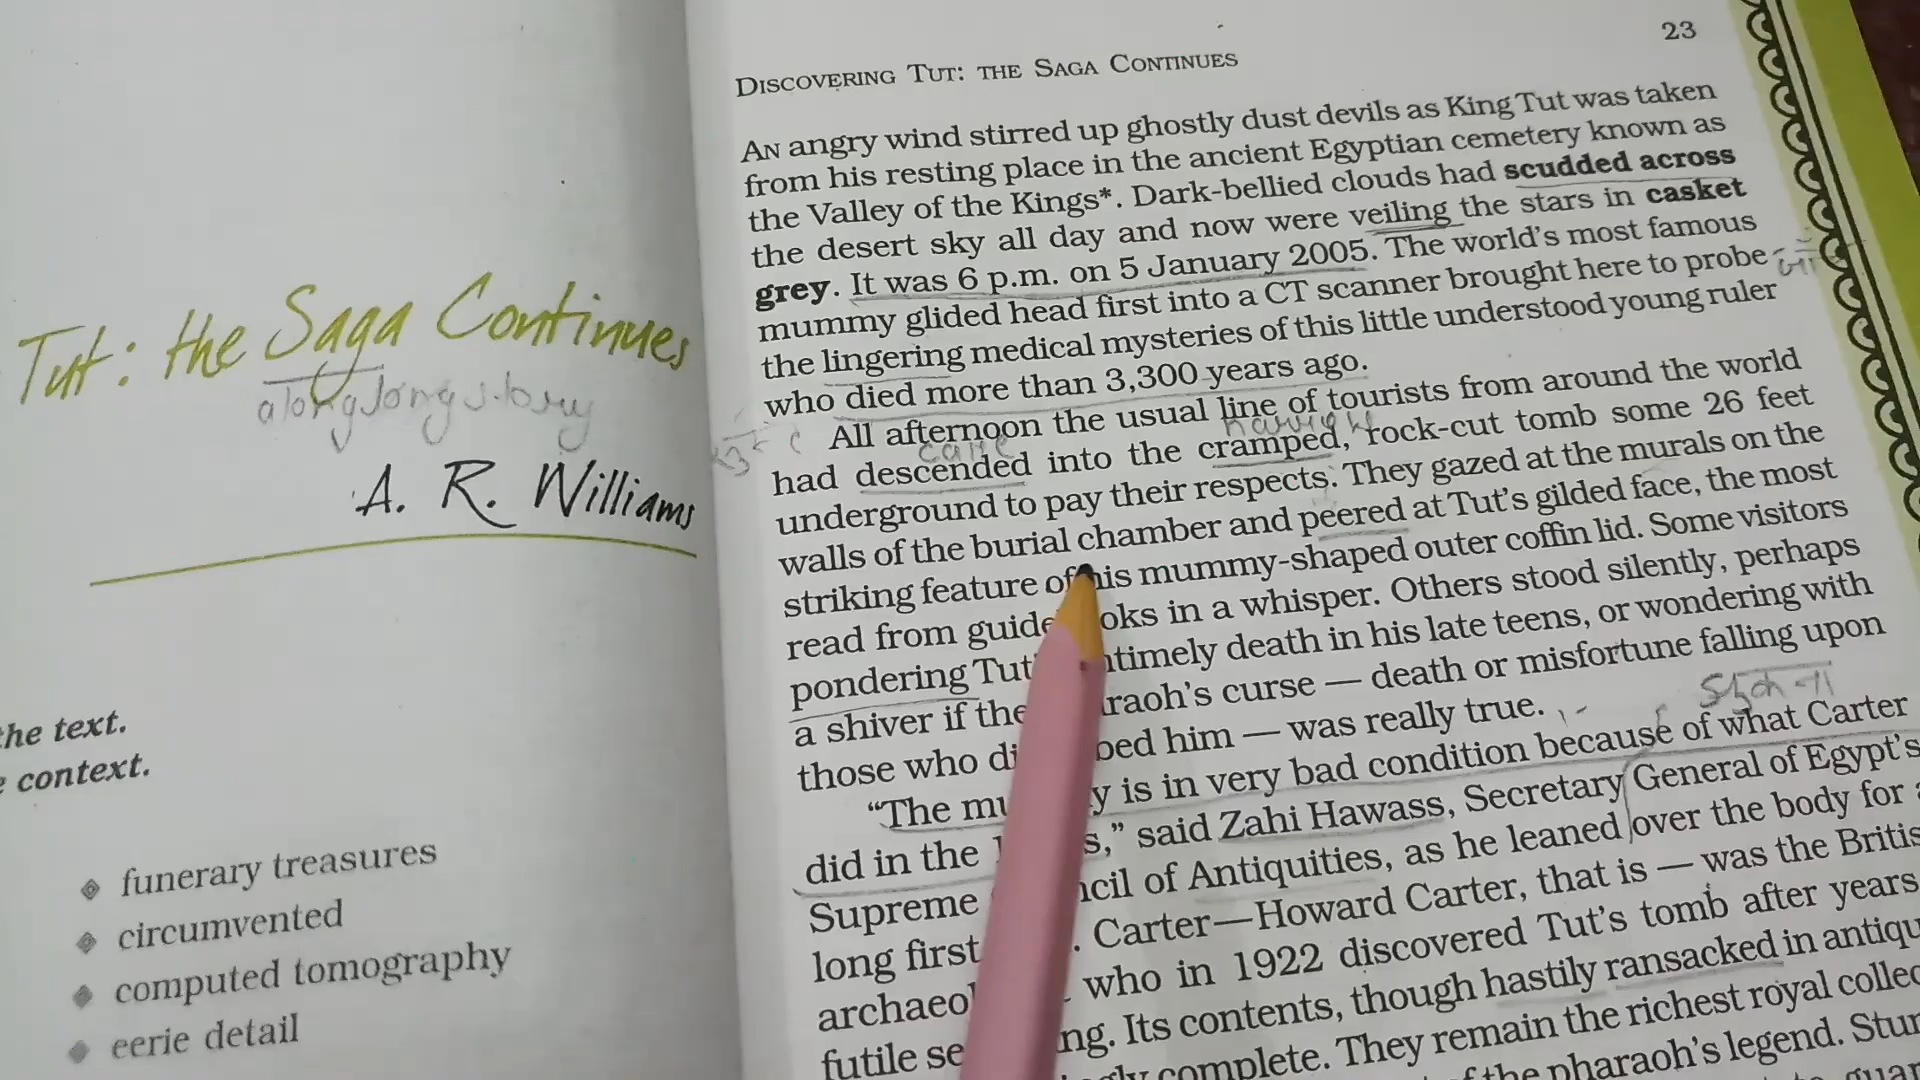 Tut: the Saga Continues
a long long story
A. R. Williams
the text.
context.
funerary treasures
circumvented
computed tomography
eerie detail
23
DISCOVERING TUT: THE SAGA CONTINUES
AN angry wind stirred up ghostly dust devils as King Tut was taken
from his resting place in the ancient Egyptian cemetery known as
the Valley of the Kings*. Dark-bellied clouds had scudded across
the desert sky all day and now were veiling the stars in casket
grey. It was 6 p.m. on 5 January 2005. The world's most famous
mummy glided head first into a CT scanner brought here to probe
the lingering medical mysteries of this little understood young ruler
who died more than 3,300 years ago.
All afternoon the usual line of tourists from around the world
came
had descended into the cramped, rock-cut tomb some 26 feet
underground to pay their respects. They gazed at the murals on the
walls of the burial chamber and peered at Tut's gilded face, the most
striking feature of his mummy-shaped outer coffin lid. Some visitors
read from guide oks in a whisper. Others stood silently, perhaps
pondering Tut ntimely death in his late teens, or wondering with
a shiver if the raoh's curse — death or misfortune falling upon
those who di bed him — was really true.
"The mu y is in very bad condition because of what Carter
did in the s," said Zahi Hawass, Secretary General of Egypt's
Supreme ncil of Antiquities, as he leaned over the body for a
long first . Carter—Howard Carter, that is — was the Britis
archaeol who in 1922 discovered Tut's tomb after years
futile se ng. Its contents, though hastily ransacked in antiqu
gly complete. They remain the richest royal collec
of the pharaoh's legend. Stun